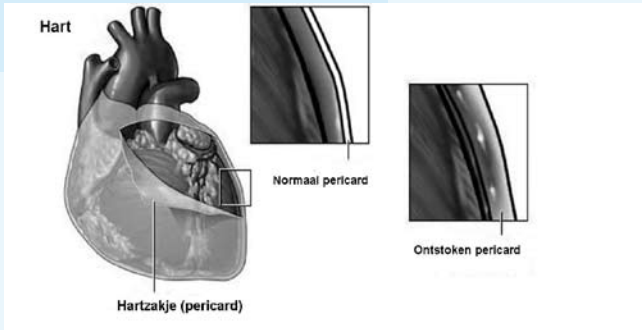 Hart
Normaal pericard
Ontstoken pericard
Hartzakje (pericard)